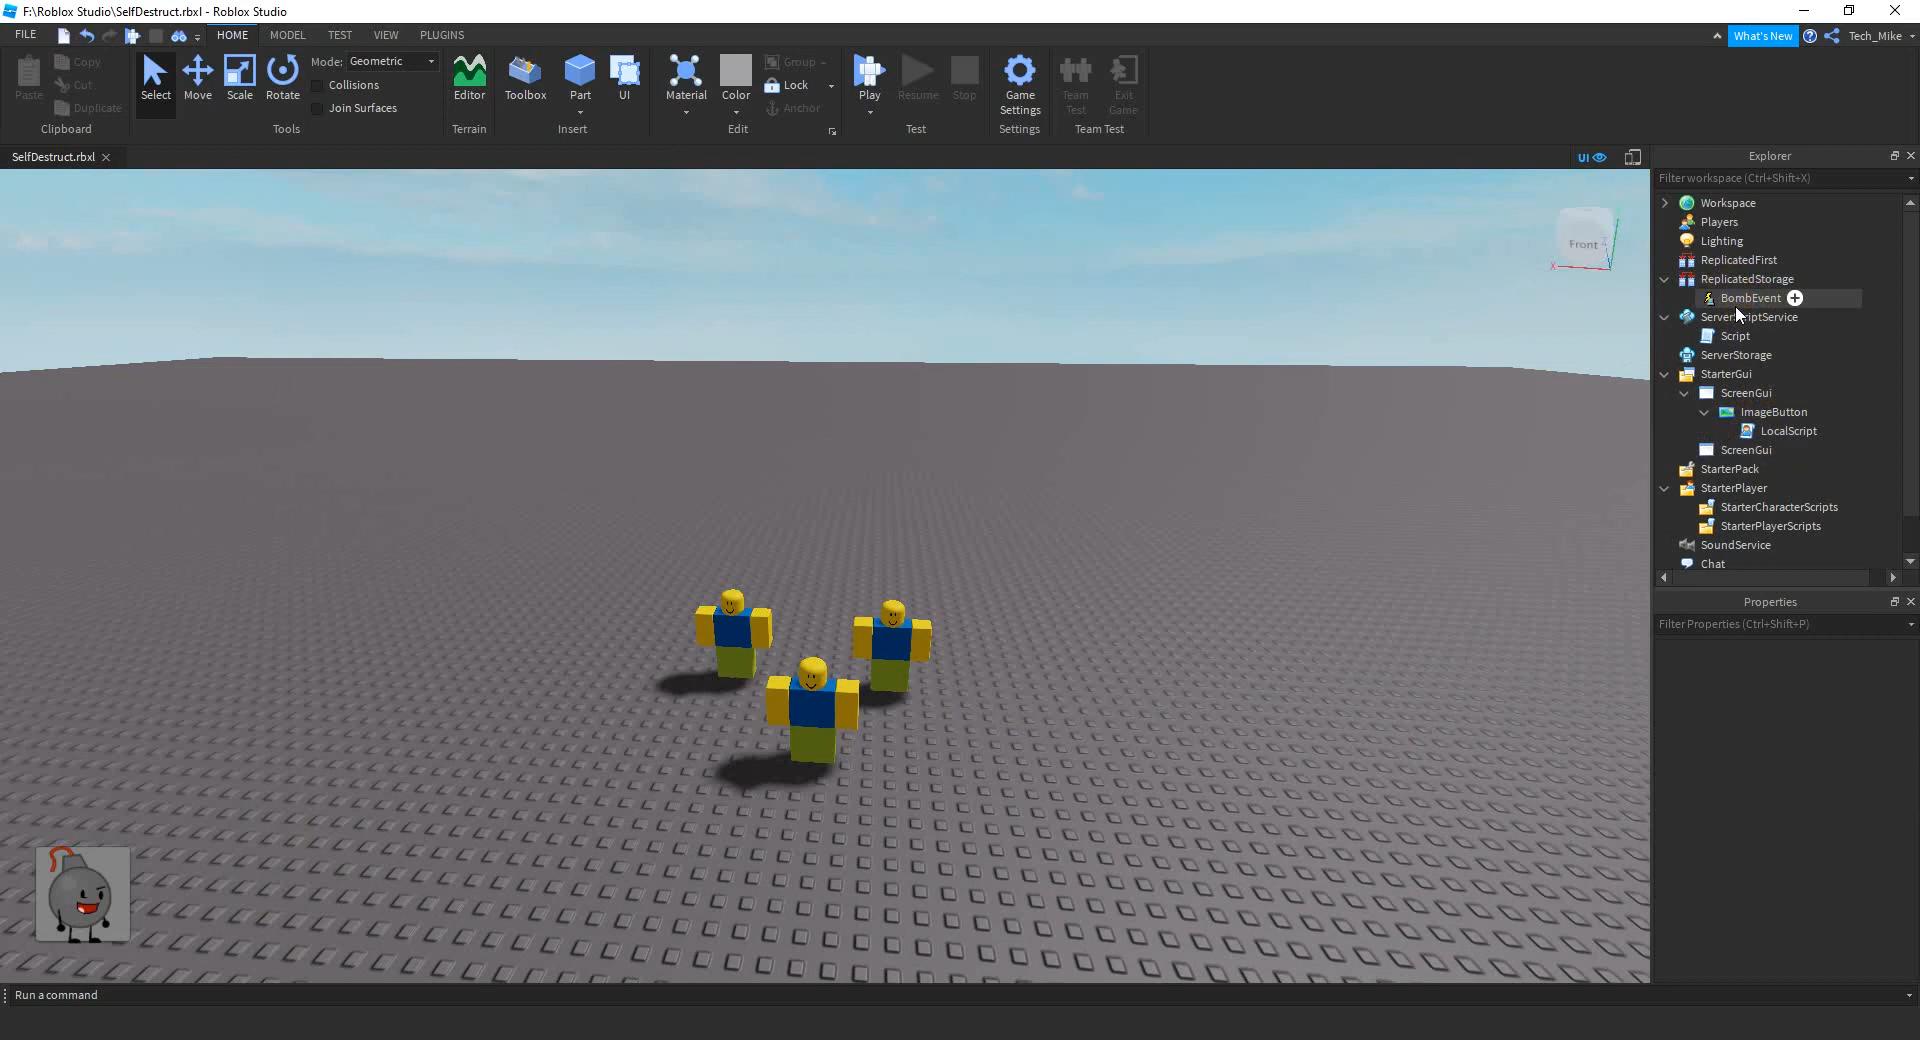 F:\Roblox Studio\SelfDestruct.rbxl - Roblox Studio
FILE HOME MODEL TEST VIEW PLUGINS What's New Tech_Mike
Paste
Copy
Cut
Duplicate
Clipboard
Select
Move
Scale
Rotate
Mode: Geometric
Collisions
Join Surfaces
Tools
Editor
Terrain
Toolbox
Part
UI
Insert
Material
Color
Group
Lock
Anchor
Edit
Play
Resume
Stop
Test
Game
Settings
Settings
Team
Test
Exit
Game
Team Test
SelfDestruct.rbxl
UI
Front
X
Z
Explorer
Filter workspace (Ctrl+Shift+X)
Workspace
Players
Lighting
ReplicatedFirst
ReplicatedStorage
BombEvent
ServerScriptService
Script
ServerStorage
StarterGui
ScreenGui
ImageButton
LocalScript
ScreenGui
StarterPack
StarterPlayer
StarterCharacterScripts
StarterPlayerScripts
SoundService
Chat
Properties
Filter Properties (Ctrl+Shift+P)
Run a command